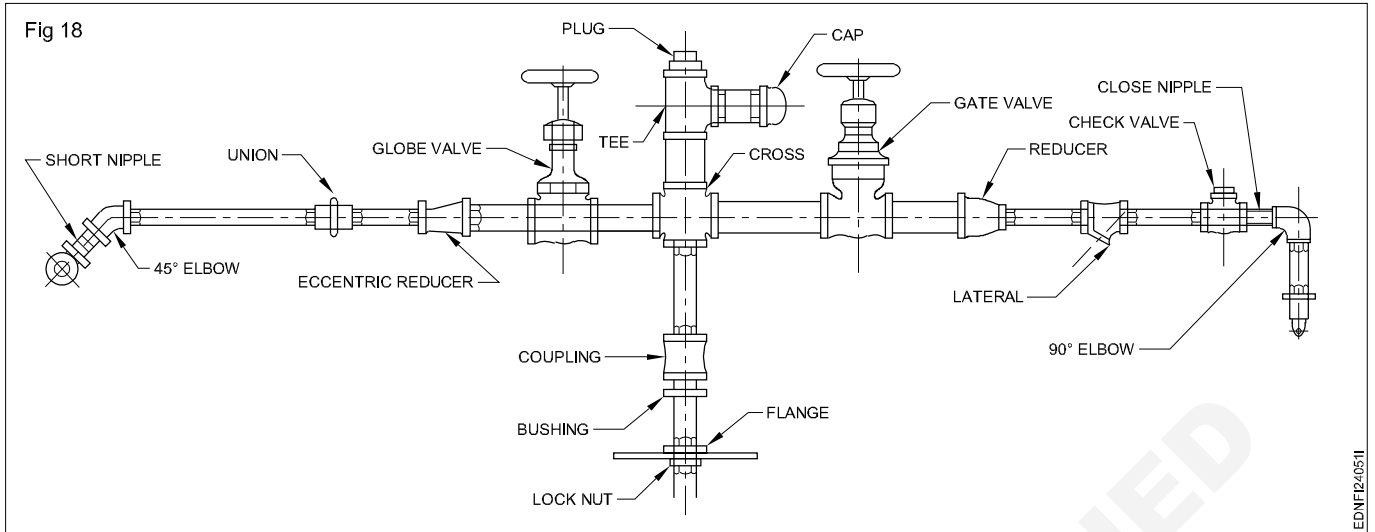 Fig 18
PLUG
CAP
CLOSE NIPPLE
GATE VALVE
CHECK VALVE
TEE
GLOBE VALVE
UNION
SHORT NIPPLE
CROSS
REDUCER
45° ELBOW
ECCENTRIC REDUCER
LATERAL
90° ELBOW
COUPLING
FLANGE
BUSHING
LOCK NUT
EDNFI24051I